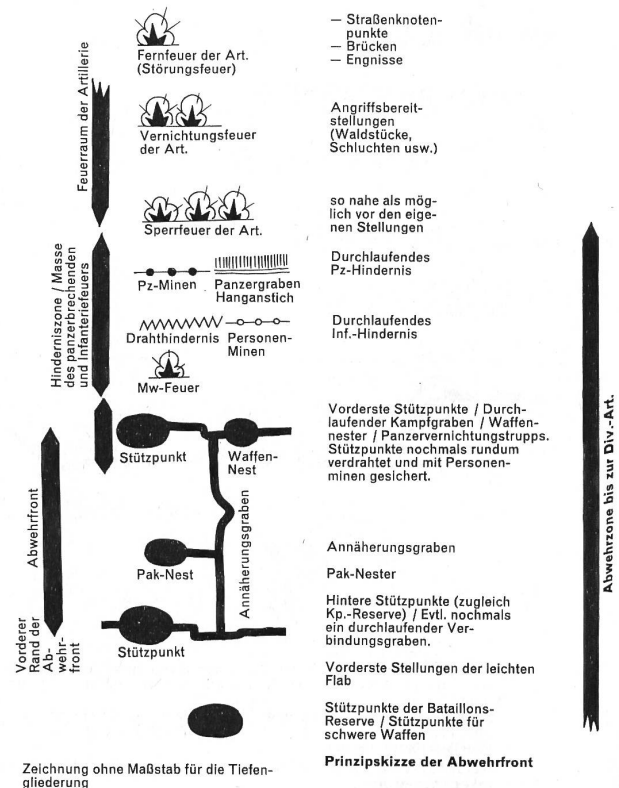 Feuerraum der Artillerie
Fernfeuer der Art.
(Störungsfeuer)
— Straßenknoten-
punkte
— Brücken
— Engnisse
Vernichtungsfeuer
der Art.
Angriffsbereit-
stellungen
(Waldstücke,
Schluchten usw.)
Sperrfeuer der Art.
so nahe als mög-
lich vor den eige-
nen Stellungen
Hinderniszone / Masse
des panzerbrechenden
und Infanteriefeuers
Pz-Minen
Panzergraben
Hanganstich
Durchlaufendes
Pz-Hindernis
Drahthindernis
Personen-
Minen
Durchlaufendes
Inf.-Hindernis
Mw-Feuer
Stützpunkt
Waffen-
Nest
Vorderste Stützpunkte / Durch-
laufender Kampfgraben / Waffen-
nester / Panzervernichtungstrupps.
Stützpunkte nochmals rundum
verdrahtet und mit Personen-
minen gesichert.
Abwehrfront
Annäherungsgraben
Annäherungsgraben
Pak-Nest
Pak-Nester
Stützpunkt
Hintere Stützpunkte (zugleich
Kp.-Reserve) / Evtl. nochmals
ein durchlaufender Ver-
bindungsgraben.
Vorderer
Rand der
Ab-
wehr-
front
Vorderste Stellungen der leichten
Flab
Stützpunkte der Bataillons-
Reserve / Stützpunkte für
schwere Waffen
Abwehrzone bis zur Div.-Art.
Zeichnung ohne Maßstab für die Tiefen-
gliederung
Prinzipskizze der Abwehrfront